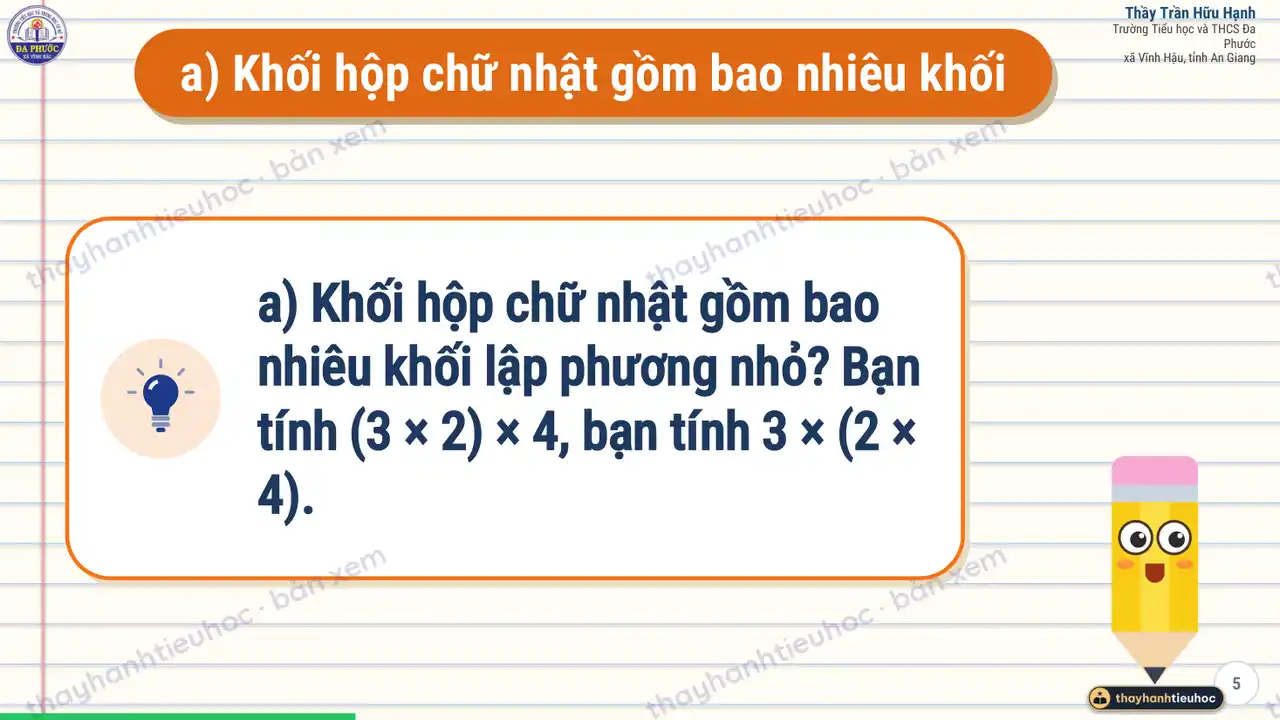 Thầy Trần Hữu Hạnh
Trường Tiểu học và THCS Đa
Phước
xã Vĩnh Hậu, tỉnh An Giang
ĐA PHƯỚC
a) Khối hộp chữ nhật gồm bao nhiêu khối
a) Khối hộp chữ nhật gồm bao
nhiêu khối lập phương nhỏ? Bạn
tính (3 × 2) × 4, bạn tính 3 × (2 ×
4).
thayhanhtieuhoc · bản xem
thayhanhtieuhoc · bản xem
thayhanhtieuhoc · bản xem
thayhanhtieuhoc · bản xem
thayhanhtieuhoc
5